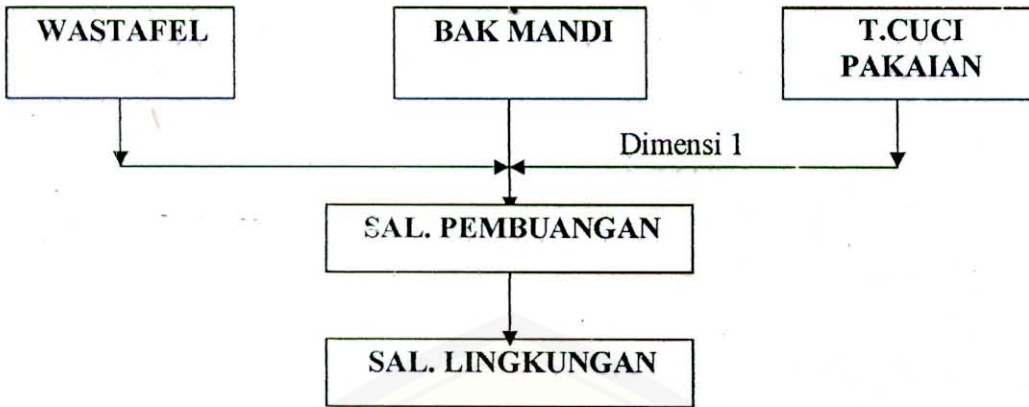 WASTAFEL
BAK MANDI
T.CUCI
PAKAIAN
Dimensi 1
SAL. PEMBUANGAN
SAL. LINGKUNGAN